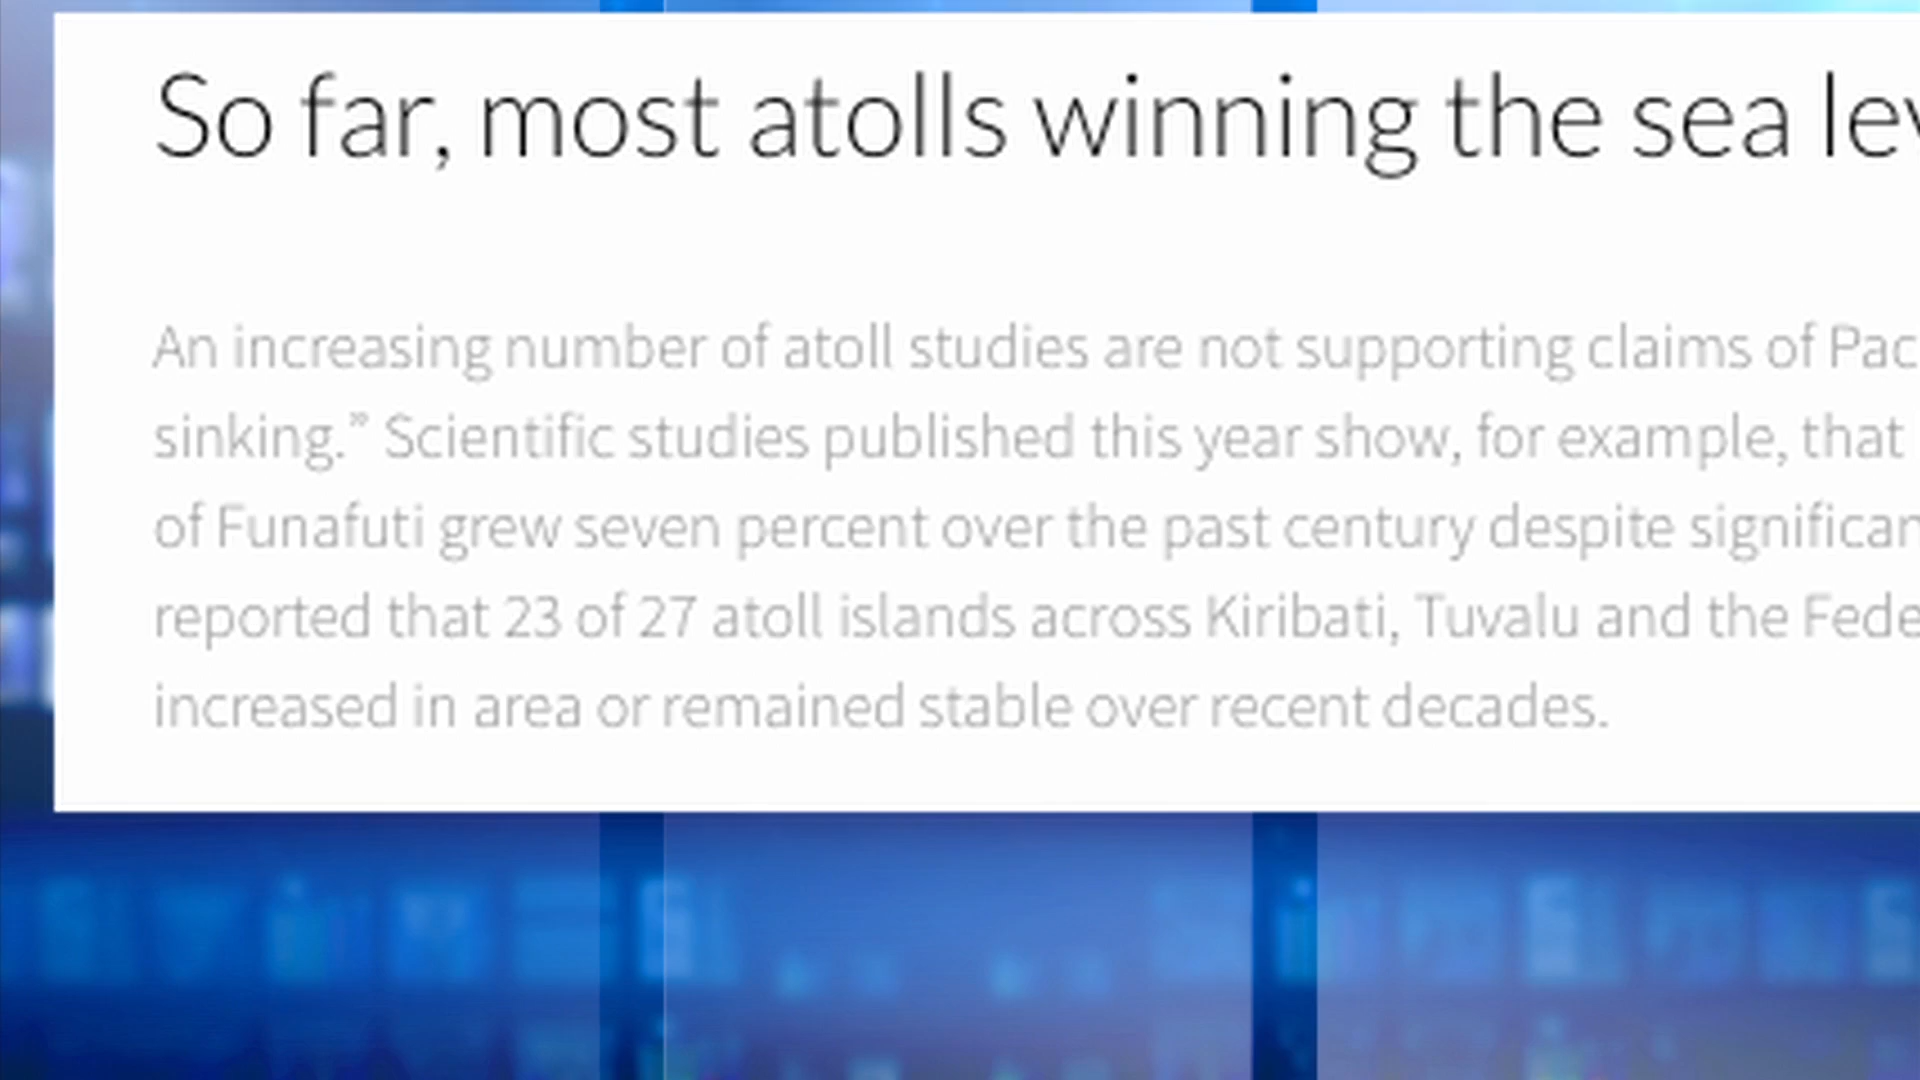 So far, most atolls winning the sea lev
An increasing number of atoll studies are not supporting claims of Pac
sinking.” Scientific studies published this year show, for example, that
of Funafuti grew seven percent over the past century despite significan
reported that 23 of 27 atoll islands across Kiribati, Tuvalu and the Fede
increased in area or remained stable over recent decades.